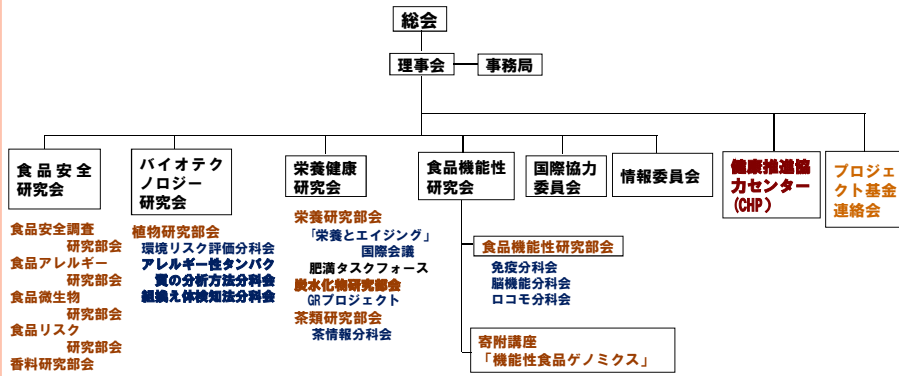 総会
理事会
事務局
食品安全
研究会
バイオテク
ノロジー
研究会
栄養健康
研究会
食品機能性
研究会
国際協力
委員会
情報委員会
健康推進協
力センター
(CHP)
プロジェ
クト基金
連絡会
食品安全調査
研究部会
食品アレルギー
研究部会
食品微生物
研究部会
食品リスク
研究部会
香料研究部会
植物研究部会
環境リスク評価分科会
アレルギー性タンパク
質の分析方法分科会
組換え体検知法分科会
栄養研究部会
「栄養とエイジング」
国際会議
肥満タスクフォース
炭水化物研究部会
GRプロジェクト
茶類研究部会
茶情報分科会
食品機能性研究部会
免疫分科会
脳機能分科会
ロコモ分科会
寄附講座
「機能性食品ゲノミクス」